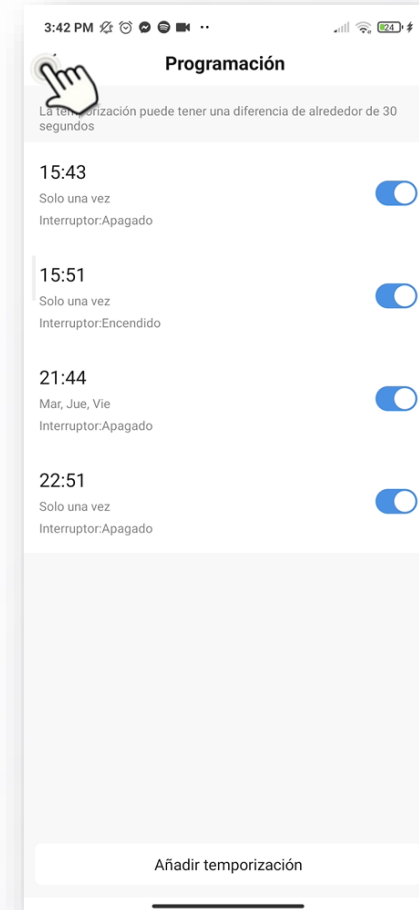 3:42 PM
24
Programación
La temporización puede tener una diferencia de alrededor de 30
segundos
15:43
Solo una vez
Interruptor:Apagado
15:51
Solo una vez
Interruptor:Encendido
21:44
Mar, Jue, Vie
Interruptor:Apagado
22:51
Solo una vez
Interruptor:Apagado
Añadir temporización